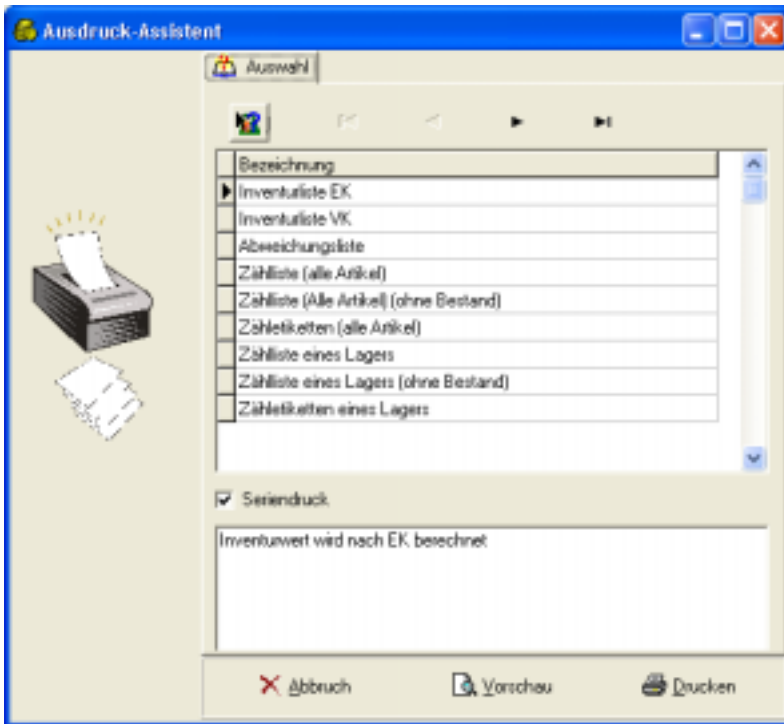 Ausdruck-Assistent
Auswahl
Bezeichnung
Inventurliste EK
Inventurliste VK
Abweichungsliste
Zählliste (alle Artikel)
Zählliste (Alle Artikel) (ohne Bestand)
Zähletiketten (alle Artikel)
Zählliste eines Lagers
Zählliste eines Lagers (ohne Bestand)
Zähletiketten eines Lagers
Seriendruck
Inventurwert wird nach EK berechnet
Abbruch Vorschau Drucken